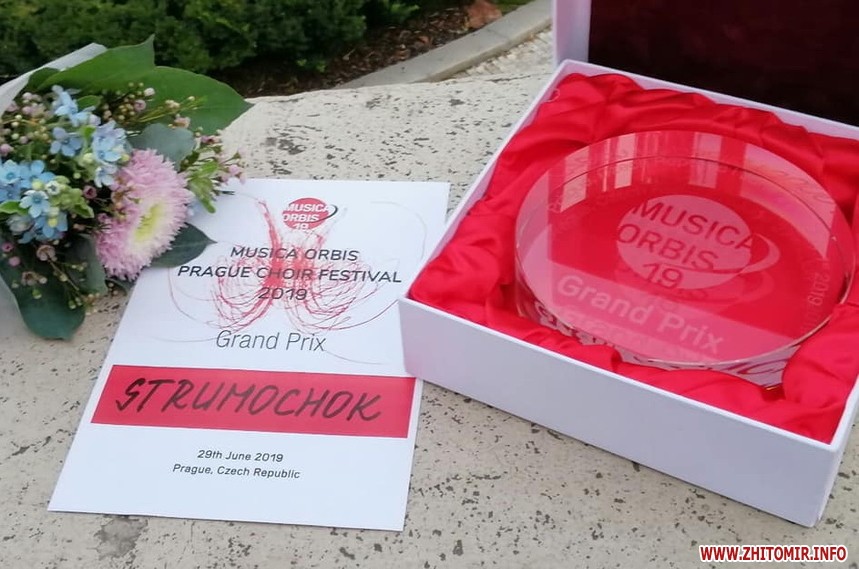 MUSICA
ORBIS
19
MUSICA ORBIS
PRAGUE CHOIR FESTIVAL
2019
Grand Prix
STRUMOCHOK
29th June 2019
Prague, Czech Republic
MUSICA
ORBIS
19
Grand Prix
WWW.ZHITOMIR.INFO